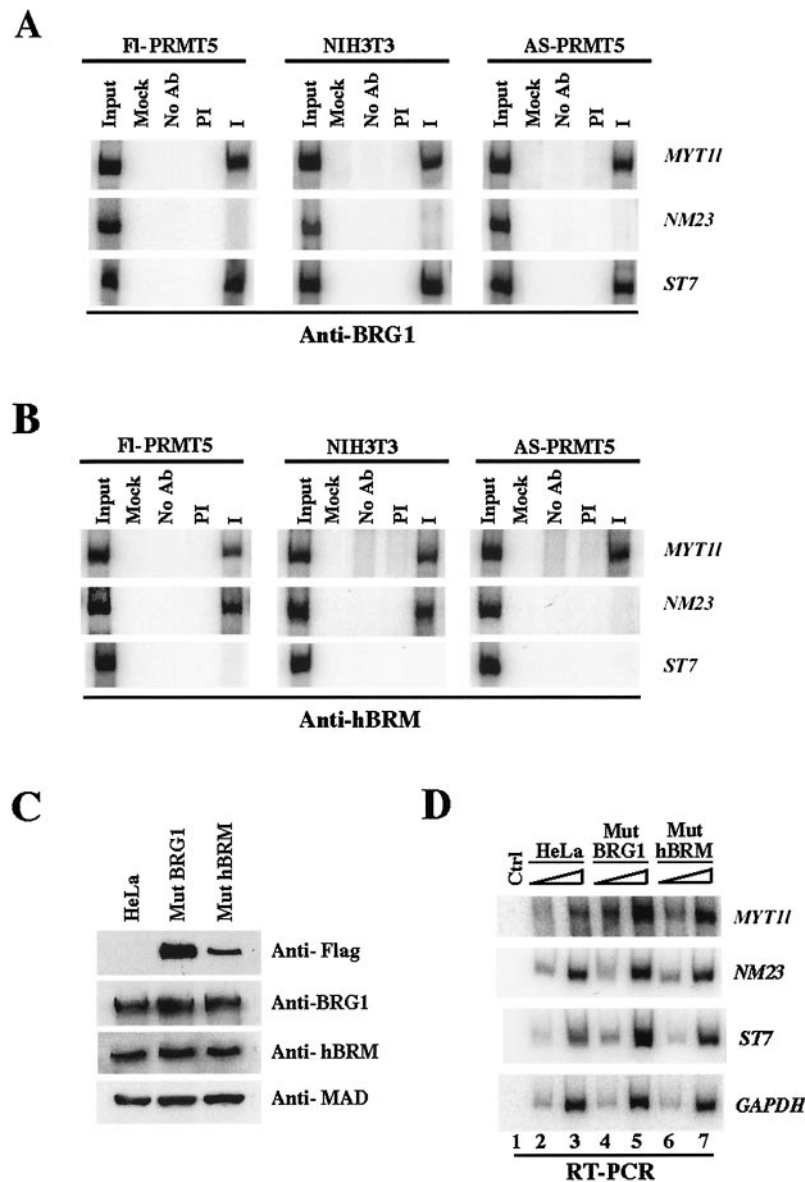 A
Fl-PRMT5 NIH3T3 AS-PRMT5
Input Mock No Ab PI I Input Mock No Ab PI I Input Mock No Ab PI I
MYT1l
NM23
ST7
Anti-BRG1
B
Fl-PRMT5 NIH3T3 AS-PRMT5
Input Mock No Ab PI I Input Mock No Ab PI I Input Mock No Ab PI I
MYT1l
NM23
ST7
Anti-hBRM
C
HeLa Mut BRG1 Mut hBRM
Anti-Flag
Anti-BRG1
Anti-hBRM
Anti-MAD
D
Ctrl HeLa Mut BRG1 Mut hBRM
MYT1l
NM23
ST7
GAPDH
1 2 3 4 5 6 7
RT-PCR